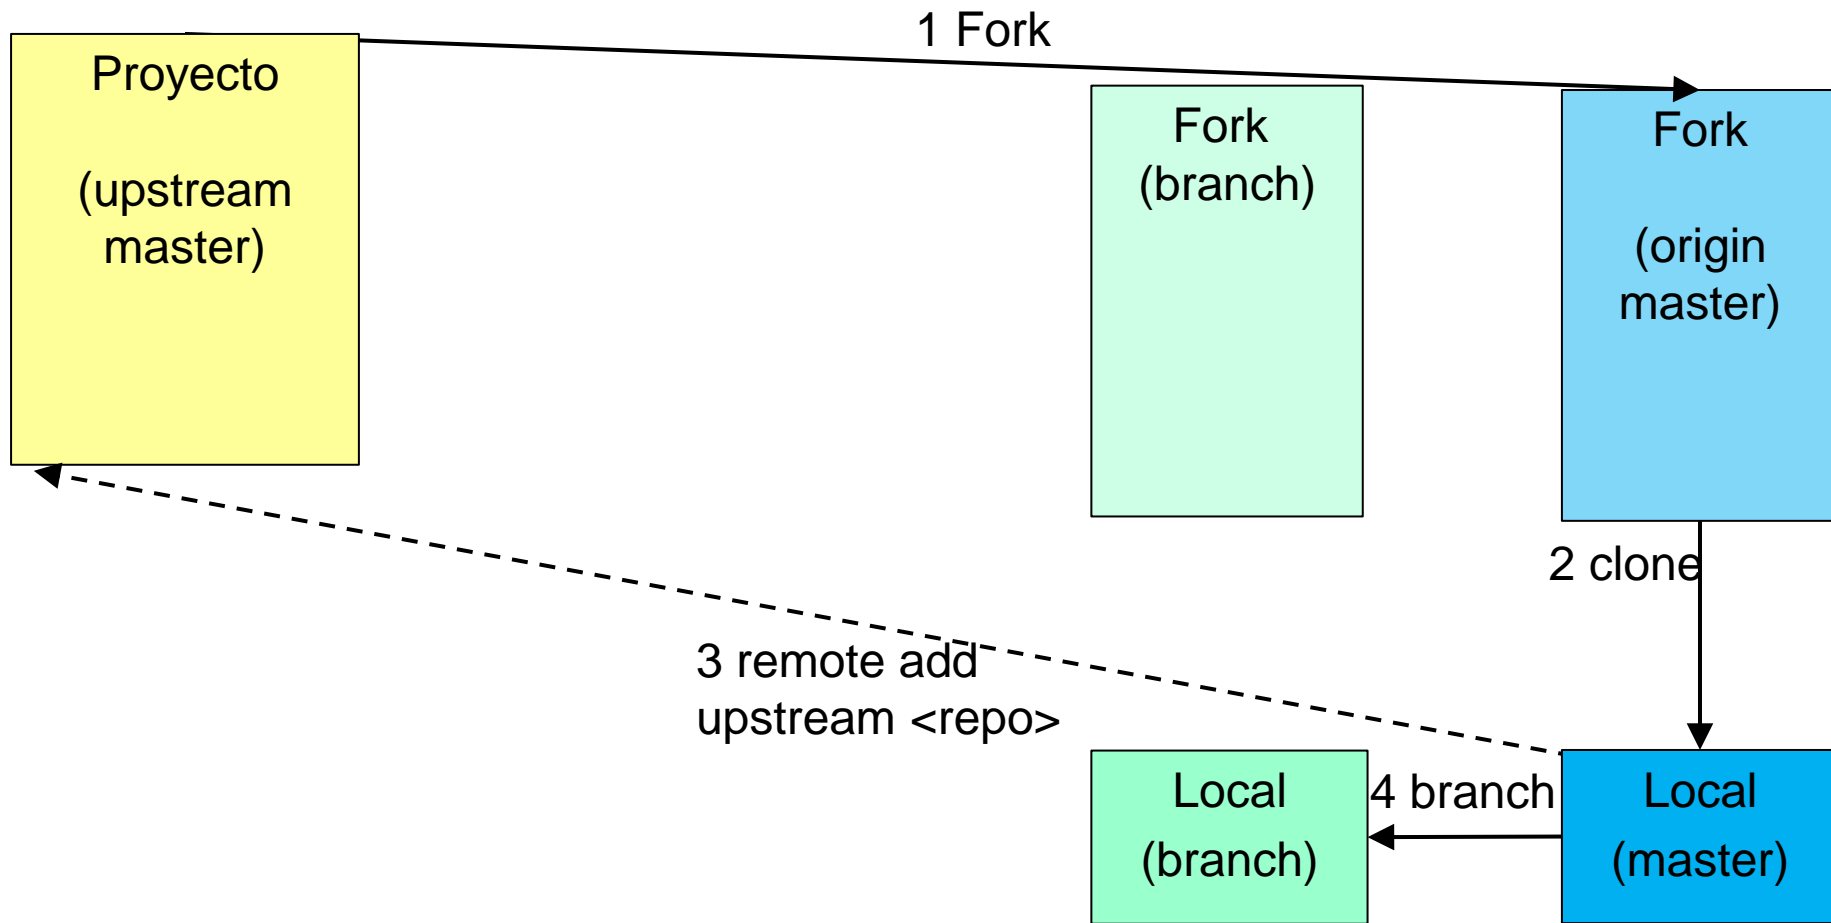 1 Fork
Proyecto
(upstream
master)
Fork
(branch)
Fork
(origin
master)
2 clone
3 remote add
upstream <repo>
Local
(branch)
4 branch
Local
(master)